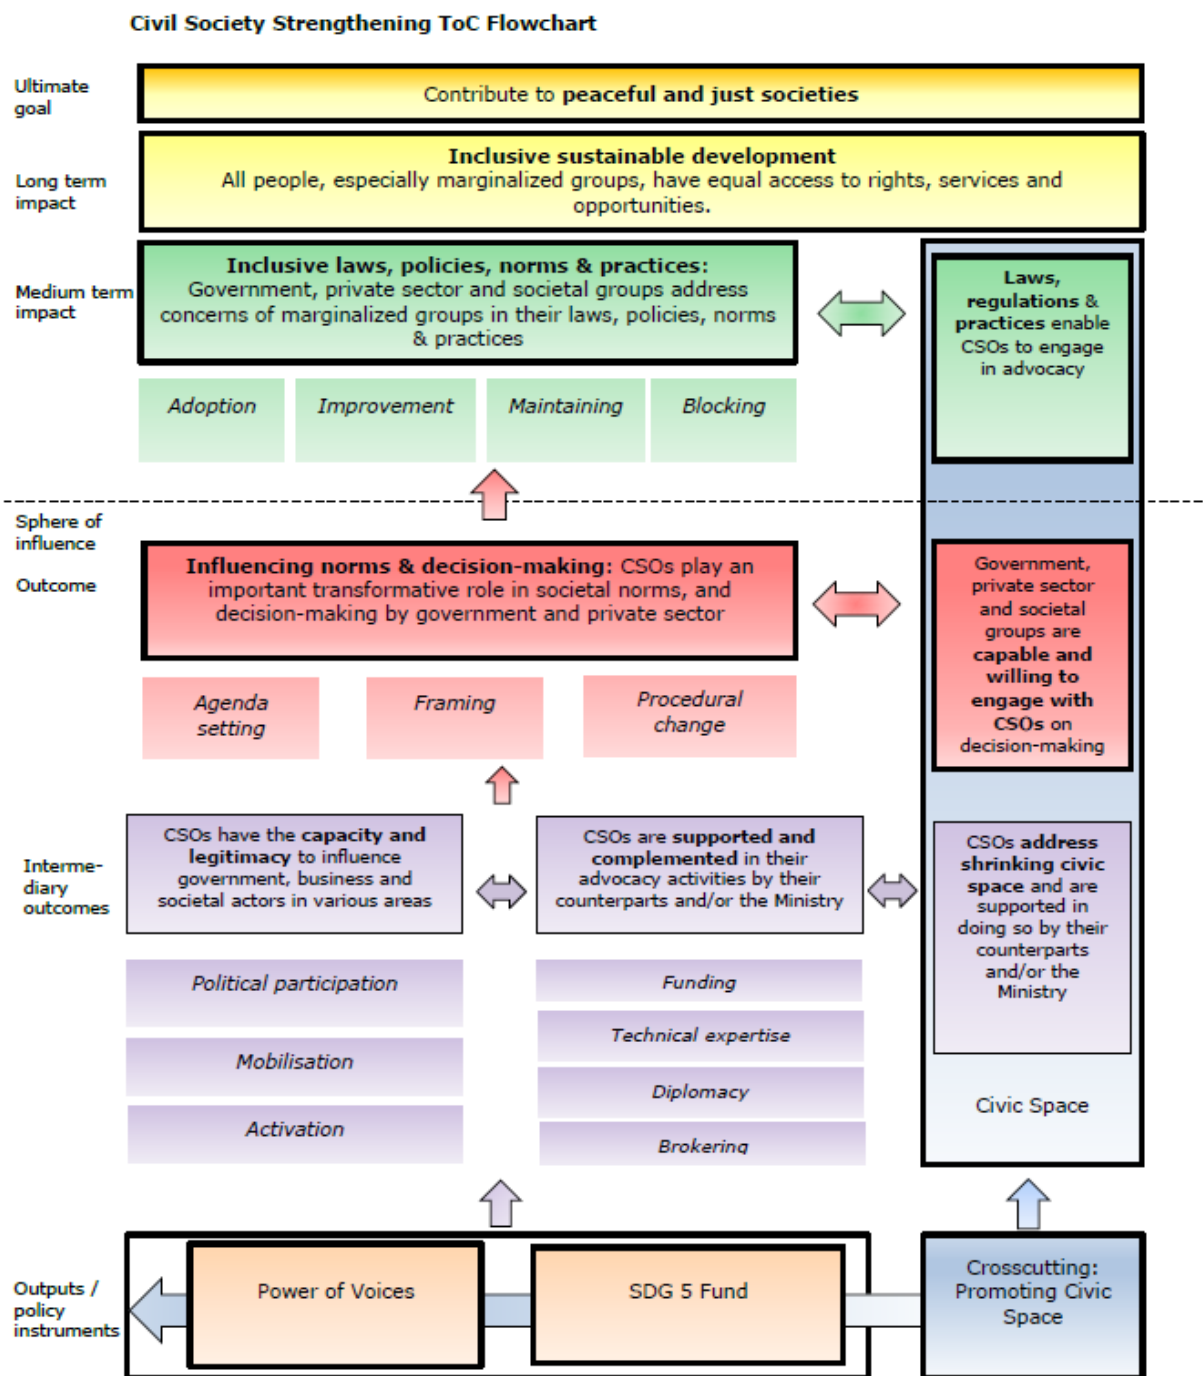 Civil Society Strengthening ToC Flowchart
Ultimate
goal
Contribute to peaceful and just societies
Long term
impact
Inclusive sustainable development
All people, especially marginalized groups, have equal access to rights, services and
opportunities.
Medium term
impact
Inclusive laws, policies, norms & practices:
Government, private sector and societal groups address
concerns of marginalized groups in their laws, policies, norms
& practices
Laws,
regulations &
practices enable
CSOs to engage
in advocacy
Adoption
Improvement
Maintaining
Blocking
Sphere of
influence
Outcome
Influencing norms & decision-making: CSOs play an
important transformative role in societal norms, and
decision-making by government and private sector
Government,
private sector
and societal
groups are
capable and
willing to
engage with
CSOs on
decision-making
Agenda
setting
Framing
Procedural
change
Interme-
diary
outcomes
CSOs have the capacity and
legitimacy to influence
government, business and
societal actors in various areas
CSOs are supported and
complemented in their
advocacy activities by their
counterparts and/or the Ministry
CSOs address
shrinking civic
space and are
supported in
doing so by their
counterparts
and/or the
Ministry
Political participation
Mobilisation
Activation
Funding
Technical expertise
Diplomacy
Brokering
Civic Space
Outputs /
policy
instruments
Power of Voices
SDG 5 Fund
Crosscutting:
Promoting Civic
Space